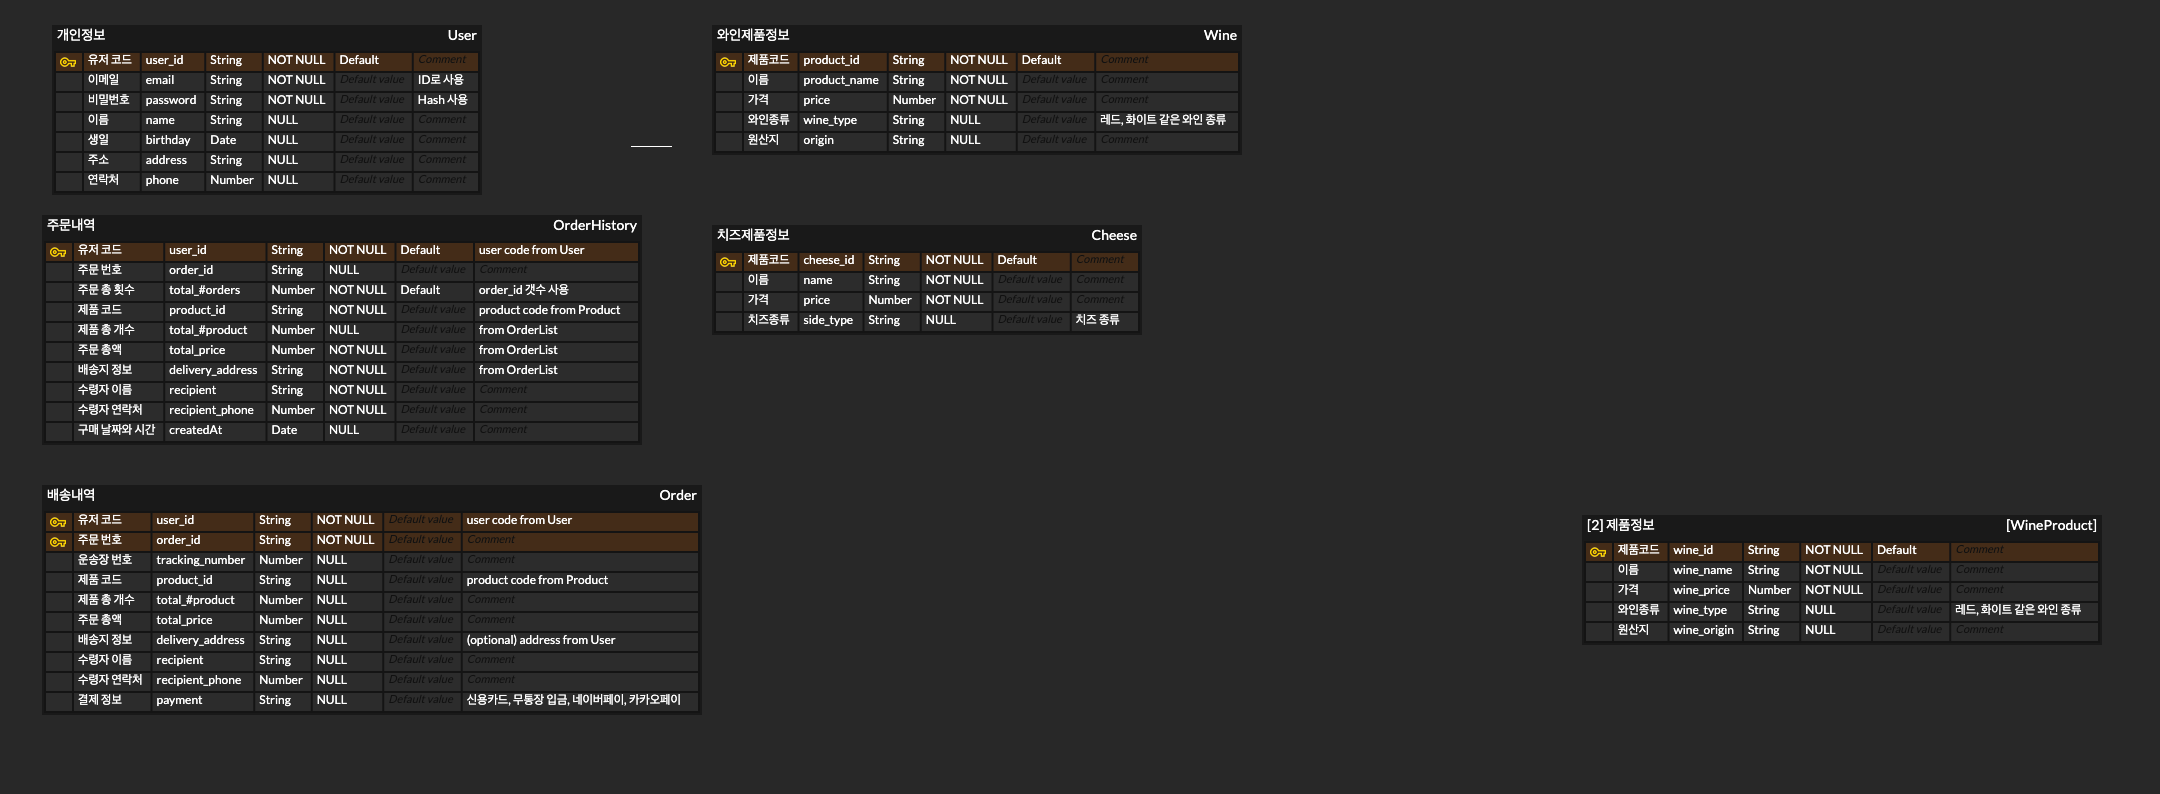 개인정보 User
유저 코드 user_id String NOT NULL Default Comment
이메일 email String NOT NULL Default value ID로 사용
비밀번호 password String NOT NULL Default value Hash 사용
이름 name String NULL Default value Comment
생일 birthday Date NULL Default value Comment
주소 address String NULL Default value Comment
연락처 phone Number NULL Default value Comment
와인제품정보 Wine
제품코드 product_id String NOT NULL Default Comment
이름 product_name String NOT NULL Default value Comment
가격 price Number NOT NULL Default value Comment
와인종류 wine_type String NULL Default value 레드, 화이트 같은 와인 종류
원산지 origin String NULL Default value Comment
주문내역 OrderHistory
유저 코드 user_id String NOT NULL Default user code from User
주문 번호 order_id String NULL Default value Comment
주문 총 횟수 total_#orders Number NOT NULL Default order_id 갯수 사용
제품 코드 product_id String NOT NULL Default value product code from Product
제품 총 개수 total_#product Number NULL Default value from OrderList
주문 총액 total_price Number NOT NULL Default value from OrderList
배송지 정보 delivery_address String NOT NULL Default value from OrderList
수령자 이름 recipient String NOT NULL Default value Comment
수령자 연락처 recipient_phone Number NOT NULL Default value Comment
구매 날짜와 시간 createdAt Date NULL Default value Comment
치즈제품정보 Cheese
제품코드 cheese_id String NOT NULL Default Comment
이름 name String NOT NULL Default value Comment
가격 price Number NOT NULL Default value Comment
치즈종류 side_type String NULL Default value 치즈 종류
배송내역 Order
유저 코드 user_id String NOT NULL Default value user code from User
주문 번호 order_id String NOT NULL Default value Comment
운송장 번호 tracking_number Number NULL Default value Comment
제품 코드 product_id String NULL Default value product code from Product
제품 총 개수 total_#product Number NULL Default value Comment
주문 총액 total_price Number NULL Default value Comment
배송지 정보 delivery_address String NULL Default value (optional) address from User
수령자 이름 recipient String NULL Default value Comment
수령자 연락처 recipient_phone Number NULL Default value Comment
결제 정보 payment String NULL Default value 신용카드, 무통장 입금, 네이버페이, 카카오페이
[2] 제품정보 [WineProduct]
제품코드 wine_id String NOT NULL Default Comment
이름 wine_name String NOT NULL Default value Comment
가격 wine_price Number NOT NULL Default value Comment
와인종류 wine_type String NULL Default value 레드, 화이트 같은 와인 종류
원산지 wine_origin String NULL Default value Comment